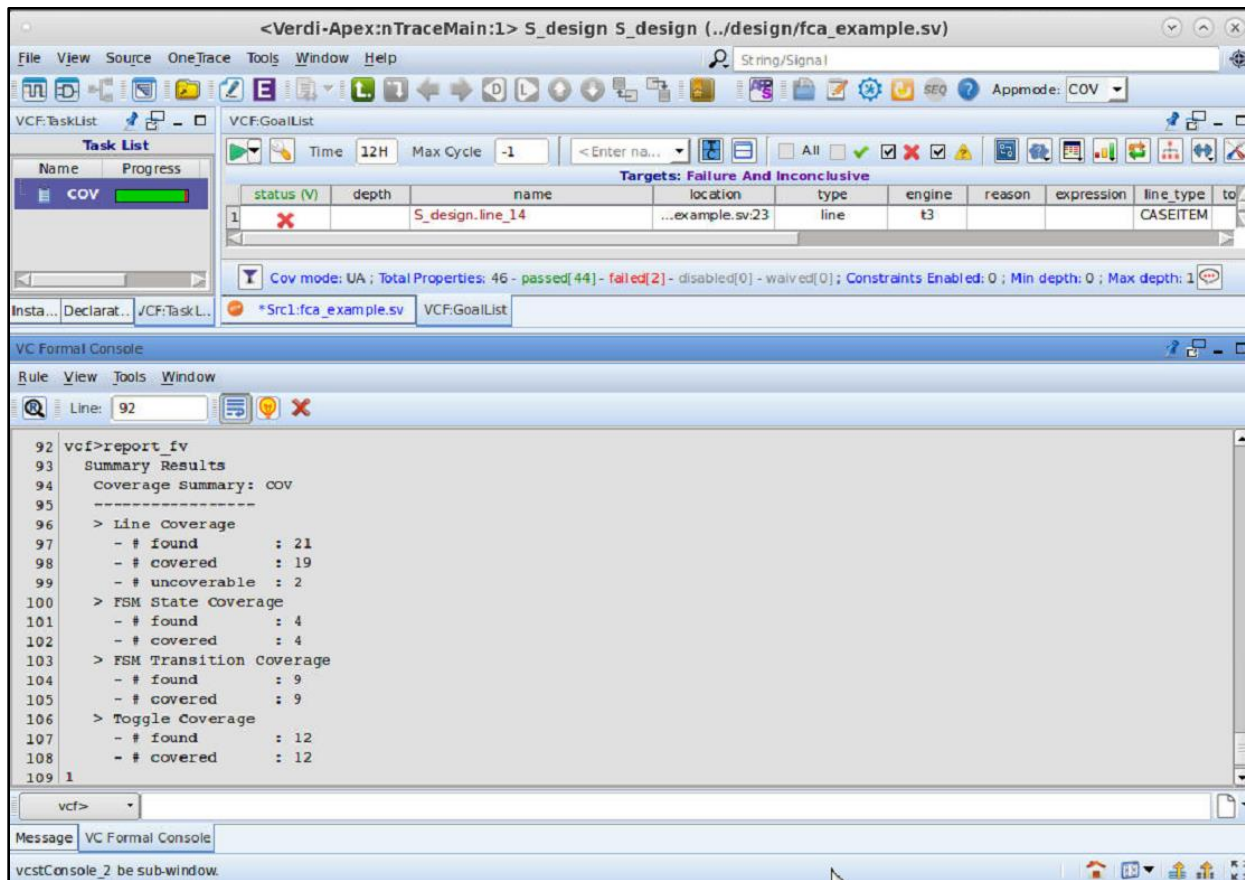 <Verdi-Apex:nTraceMain:1> S_design S_design (../design/fca_example.sv)
File View Source OneTrace Tools Window Help String/Signal
Appmode: COV
VCF:TaskList VCF:GoalList
Task List Time 12H Max Cycle -1 <Enter na... All
Name Progress Targets: Failure And Inconclusive
COV status (V) depth name location type engine reason expression line_type to
1 S_design.line_14 ...example.sv:23 line t3 CASEITEM
Cov mode: UA ; Total Properties: 46 - passed[44] - failed[2] - disabled[0] - waived[0] ; Constraints Enabled: 0 ; Min depth: 0 ; Max depth: 1
Insta... Declarat... VCF:TaskL.. *Src1:fca_example.sv VCF:GoalList
VC Formal Console
Rule View Tools Window
Line: 92
92 vcf>report_fv
93 Summary Results
94 Coverage Summary: COV
95 -----------------
96 > Line Coverage
97 - # found : 21
98 - # covered : 19
99 - # uncoverable : 2
100 > FSM State Coverage
101 - # found : 4
102 - # covered : 4
103 > FSM Transition Coverage
104 - # found : 9
105 - # covered : 9
106 > Toggle Coverage
107 - # found : 12
108 - # covered : 12
109 1
vcf>
Message VC Formal Console
vcstConsole_2 be sub-window.